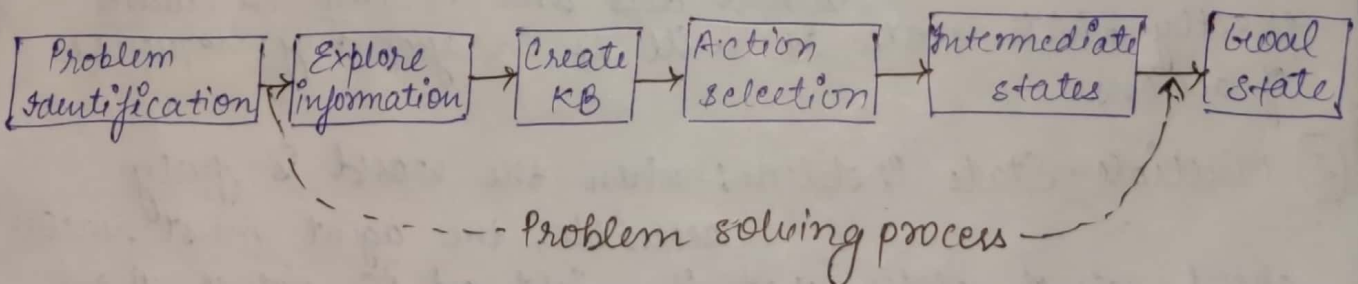 Problem
Identification
Explore
information
Create
KB
Action
selection
Intermediate
states
Goal
State
Problem solving process